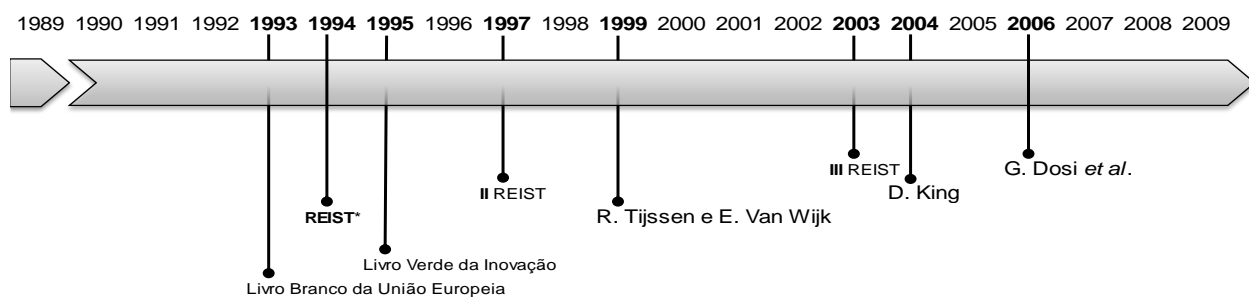 1989 1990 1991 1992 1993 1994 1995 1996 1997 1998 1999 2000 2001 2002 2003 2004 2005 2006 2007 2008 2009
III REIST
G. Dosi et al.
II REIST
D. King
REIST*
R. Tijssen e E. Van Wijk
Livro Verde da Inovação
Livro Branco da União Europeia